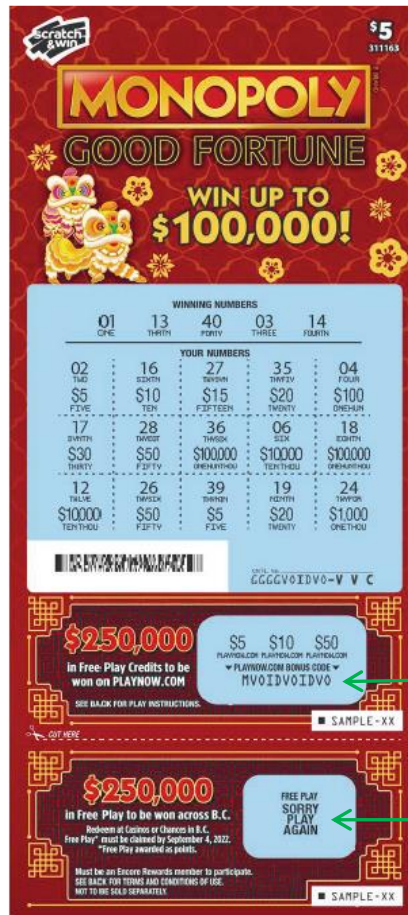 scratch & win
$5
311163
MONOPOLY
GOOD FORTUNE
WIN UP TO
$100,000!
WINNING NUMBERS
01 13 40 03 14
ONE THRTN FORTY THREE FOURTN
YOUR NUMBERS
02 16 27 35 04
TWO SIXTN TWYSVN THYFIV FOUR
$5 $10 $15 $20 $100
FIVE TEN FIFTEEN TWENTY ONEHUN
17 28 36 06 18
SVNTN TWYEGT THYSIX SIX EGHTN
$30 $50 $100,000 $10,000 $100,000
THIRTY FIFTY ONEHUNTHOU TENTHOU ONEHUNTHOU
12 26 39 19 24
TWLVE TWYSIX THYNIN NINTN TWYFOR
$10,000 $50 $5 $20 $1,000
TENTHOU FIFTY FIVE TWENTY ONETHOU
GGGGVOIDVO-V V C
$250,000
in Free Play Credits to be
won on PLAYNOW.COM
SEE BACK FOR PLAY INSTRUCTIONS.
$5 $10 $50
PLAYNOW.COM PLAYNOW.COM PLAYNOW.COM
PLAYNOW.COM BONUS CODE
MVOIDVOIDVO
SAMPLE-XX
CUT HERE
$250,000
in Free Play to be won across B.C.
Redeem at Casinos or Chances in B.C.
Free Play* must be claimed by September 4, 2022.
*Free Play awarded as points.
Must be an Encore Rewards member to participate.
SEE BACK FOR TERMS AND CONDITIONS OF USE.
NOT TO BE SOLD SEPARATELY.
FREE PLAY
SORRY
PLAY
AGAIN
SAMPLE-XX